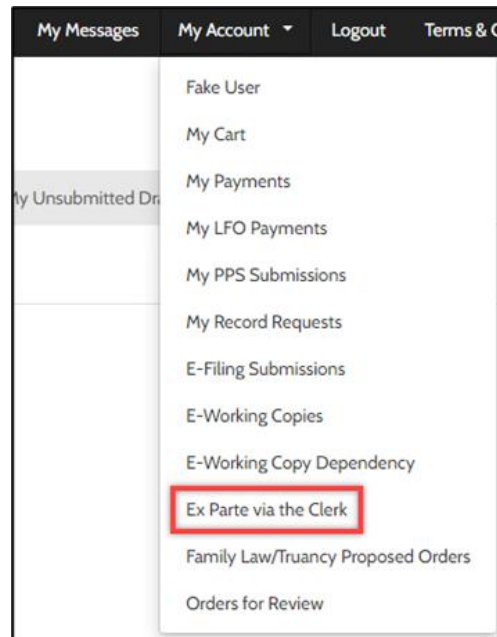 My Messages My Account Logout Terms &
Fake User
My Cart
My Payments
My Unsubmitted
My LFO Payments
My PPS Submissions
My Record Requests
E-Filing Submissions
E-Working Copies
E-Working Copy Dependency
Ex Parte via the Clerk
Family Law/Truancy Proposed Orders
Orders for Review